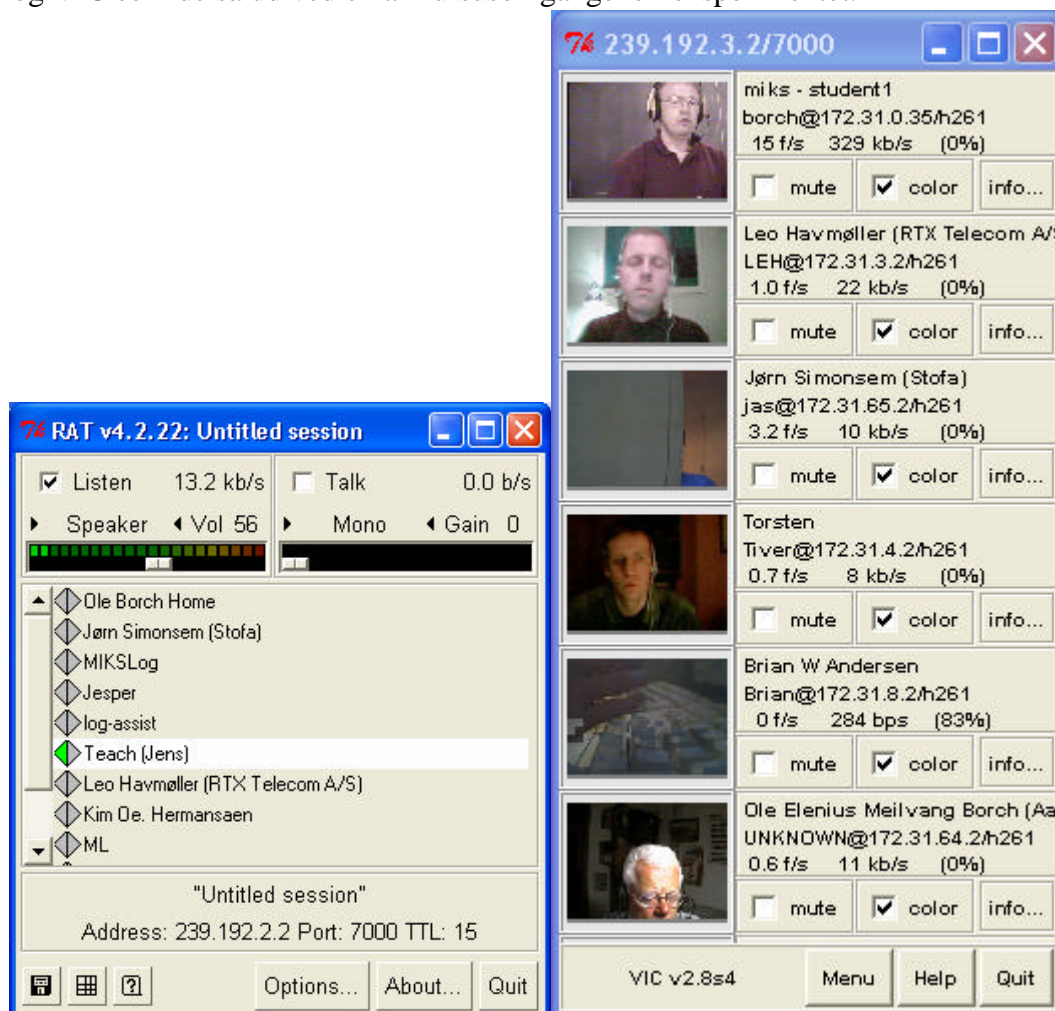 239.192.3.2/7000
miks - student1
borch@172.31.0.35/h261
15 f/s 329 kb/s (0%)
mute color info...
Leo Havmøller (RTX Telecom A/S
LEH@172.31.3.2/h261
1.0 f/s 22 kb/s (0%)
mute color info...
Jørn Simonsem (Stofa)
jas@172.31.65.2/h261
3.2 f/s 10 kb/s (0%)
mute color info...
Torsten
Tiver@172.31.4.2/h261
0.7 f/s 8 kb/s (0%)
mute color info...
Brian W Andersen
Brian@172.31.8.2/h261
0 f/s 284 bps (83%)
mute color info...
Ole Elenius Meilvang Borch (Aa
UNKNOWN@172.31.64.2/h261
0.6 f/s 11 kb/s (0%)
mute color info...
VIC v2.8s4 Menu Help Quit
RAT v4.2.22: Untitled session
Listen 13.2 kb/s Talk 0.0 b/s
Speaker Vol 56 Mono Gain 0
Ole Borch Home
Jørn Simonsem (Stofa)
MIKSLog
Jesper
log-assist
Teach (Jens)
Leo Havmøller (RTX Telecom A/S)
Kim Oe. Hermansaen
ML
"Untitled session"
Address: 239.192.2.2 Port: 7000 TTL: 15
Options... About... Quit